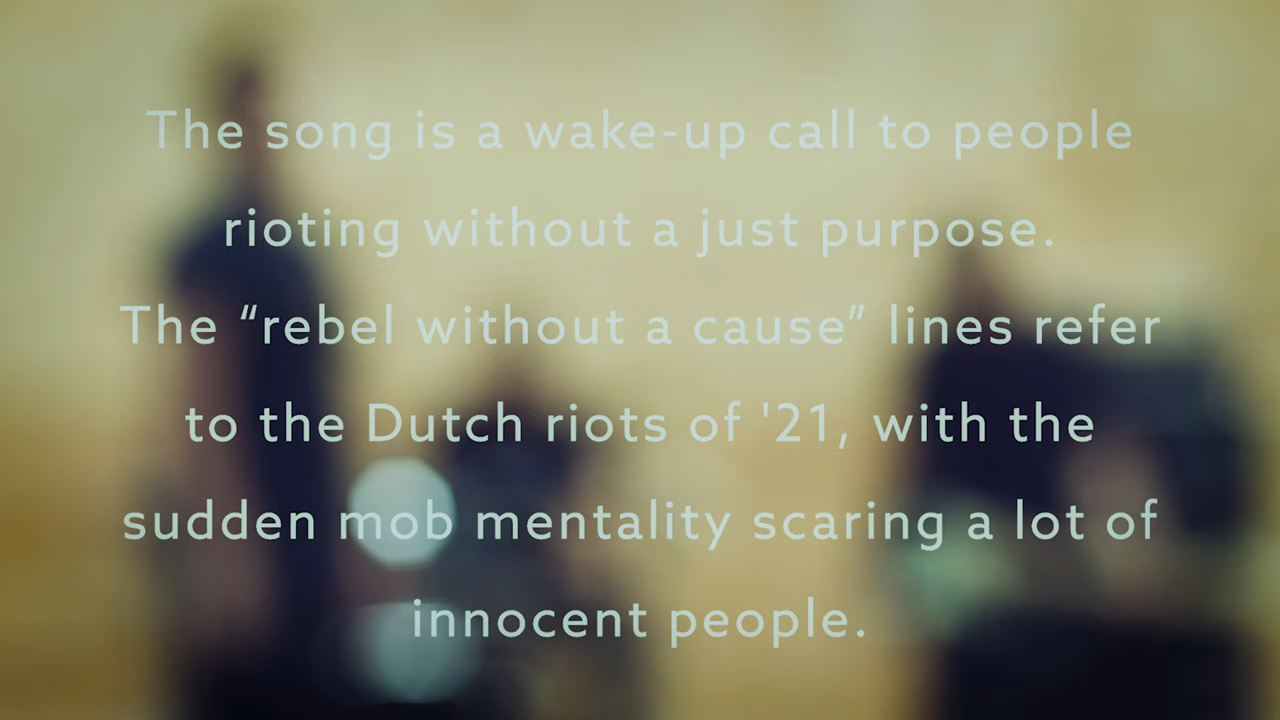 The song is a wake-up call to people
rioting without a just purpose.
The “rebel without a cause” lines refer
to the Dutch riots of '21, with the
sudden mob mentality scaring a lot of
innocent people.